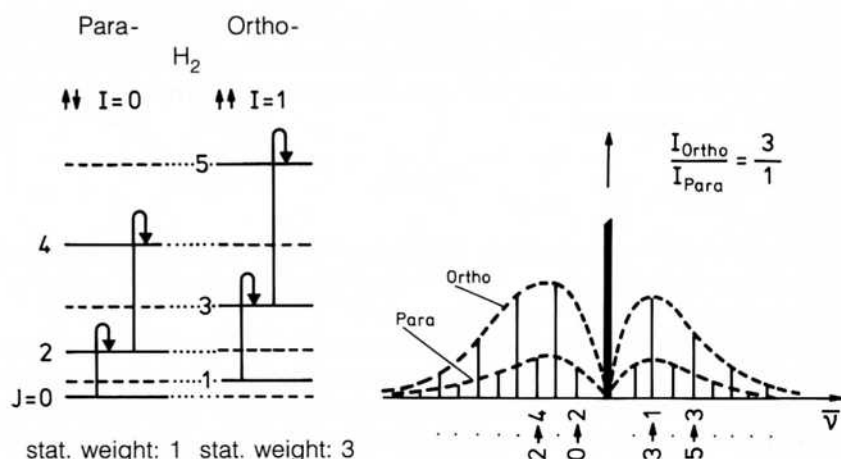 Para- Ortho-
H₂
↑↓ I=0 ↑↑ I=1
5
4
3
2
1
J=0
stat. weight: 1 stat. weight: 3
I_Ortho / I_Para = 3 / 1
Ortho
Para
ν̄
4 2 1 3
2 0 3 5